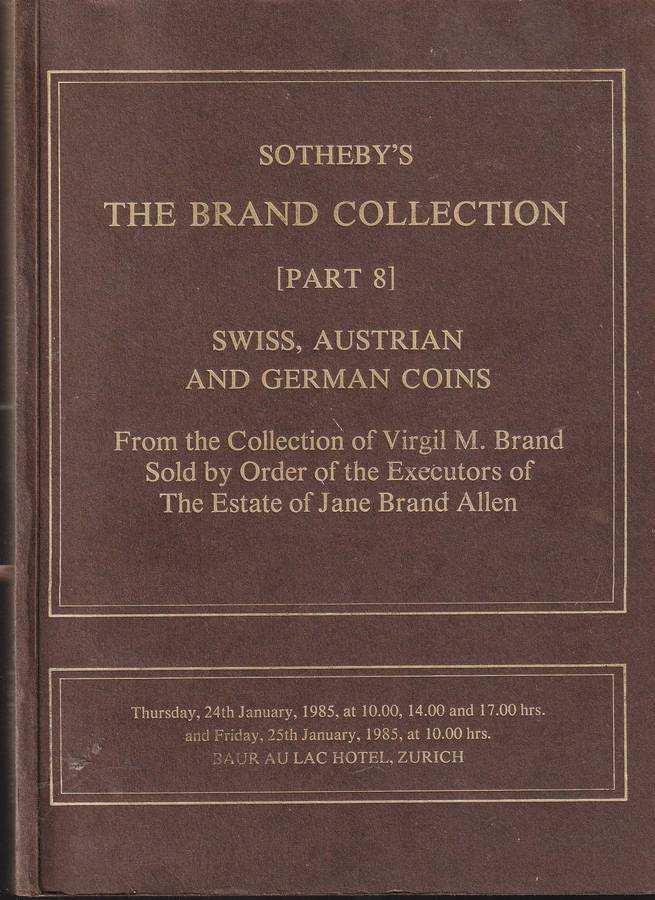 SOTHEBY'S
THE BRAND COLLECTION
[PART 8]
SWISS, AUSTRIAN
AND GERMAN COINS
From the Collection of Virgil M. Brand
Sold by Order of the Executors of
The Estate of Jane Brand Allen
Thursday, 24th January, 1985, at 10.00, 14.00 and 17.00 hrs.
and Friday, 25th January, 1985, at 10.00 hrs.
BAUR AU LAC HOTEL, ZURICH